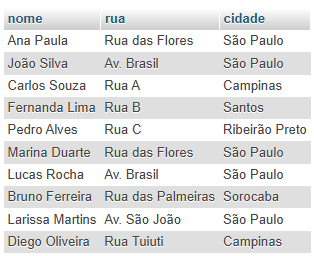 nome rua cidade
Ana Paula Rua das Flores São Paulo
João Silva Av. Brasil São Paulo
Carlos Souza Rua A Campinas
Fernanda Lima Rua B Santos
Pedro Alves Rua C Ribeirão Preto
Marina Duarte Rua das Flores São Paulo
Lucas Rocha Av. Brasil São Paulo
Bruno Ferreira Rua das Palmeiras Sorocaba
Larissa Martins Av. São João São Paulo
Diego Oliveira Rua Tuiuti Campinas